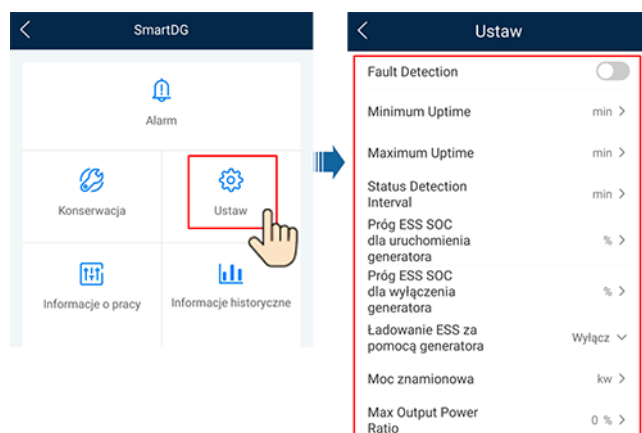 SmartDG
Alarm
Konserwacja
Ustaw
Informacje o pracy
Informacje historyczne
Ustaw
Fault Detection
Minimum Uptime
min
Maximum Uptime
min
Status Detection
Interval
min
Próg ESS SOC
dla uruchomienia
generatora
%
Próg ESS SOC
dla wyłączenia
generatora
%
Ładowanie ESS za
pomocą generatora
Wyłącz
Moc znamionowa
kw
Max Output Power
Ratio
0 %